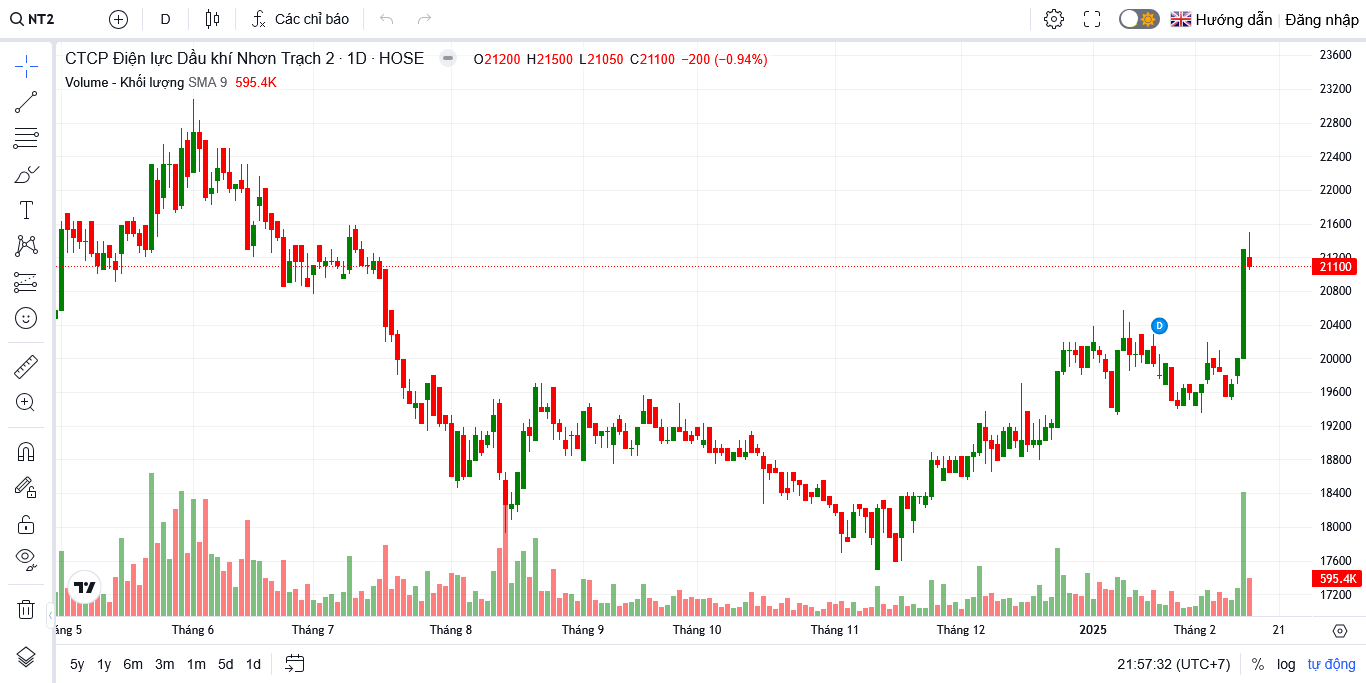 NT2 D Các chỉ báo Hướng dẫn Đăng nhập
CTCP Điện lực Dầu khí Nhơn Trạch 2 · 1D · HOSE O21200 H21500 L21050 C21100 −200 (−0.94%)
Volume - Khối lượng SMA 9 595.4K
23600
23200
22800
22400
22000
21600
21200
21100
20800
20400
D
20000
19600
19200
18800
18400
18000
17600
595.4K
17200
áng 5 Tháng 6 Tháng 7 Tháng 8 Tháng 9 Tháng 10 Tháng 11 Tháng 12 2025 Tháng 2 21
5y 1y 6m 3m 1m 5d 1d 21:57:32 (UTC+7) % log tự động